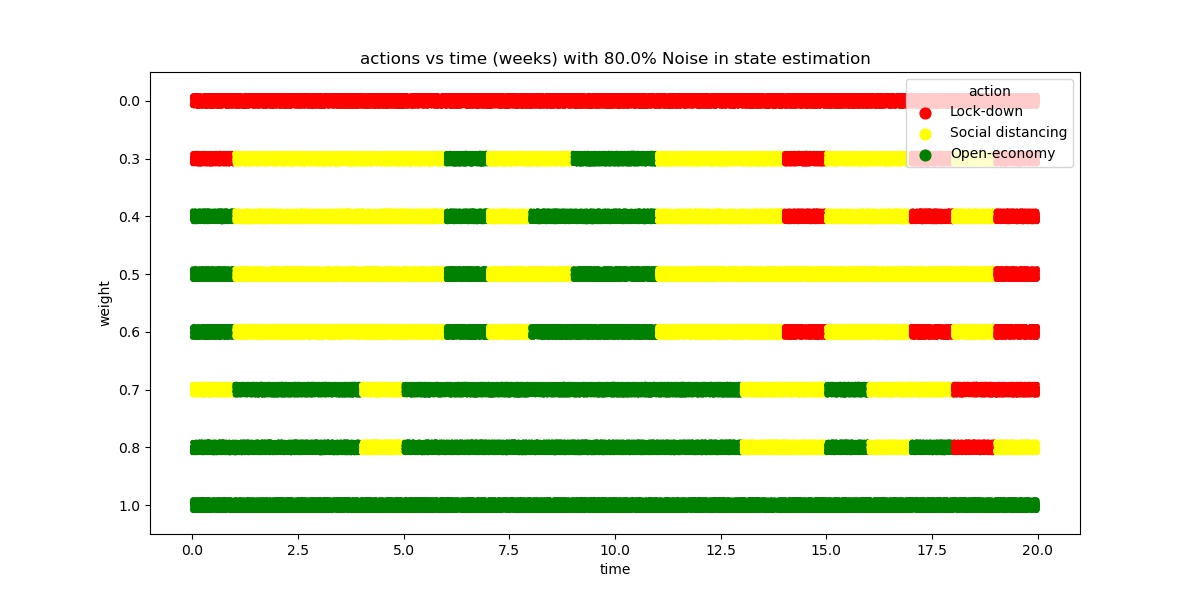 actions vs time (weeks) with 80.0% Noise in state estimation
action
Lock-down
Social distancing
Open-economy
weight
0.0
0.3
0.4
0.5
0.6
0.7
0.8
1.0
0.0 2.5 5.0 7.5 10.0 12.5 15.0 17.5 20.0
time